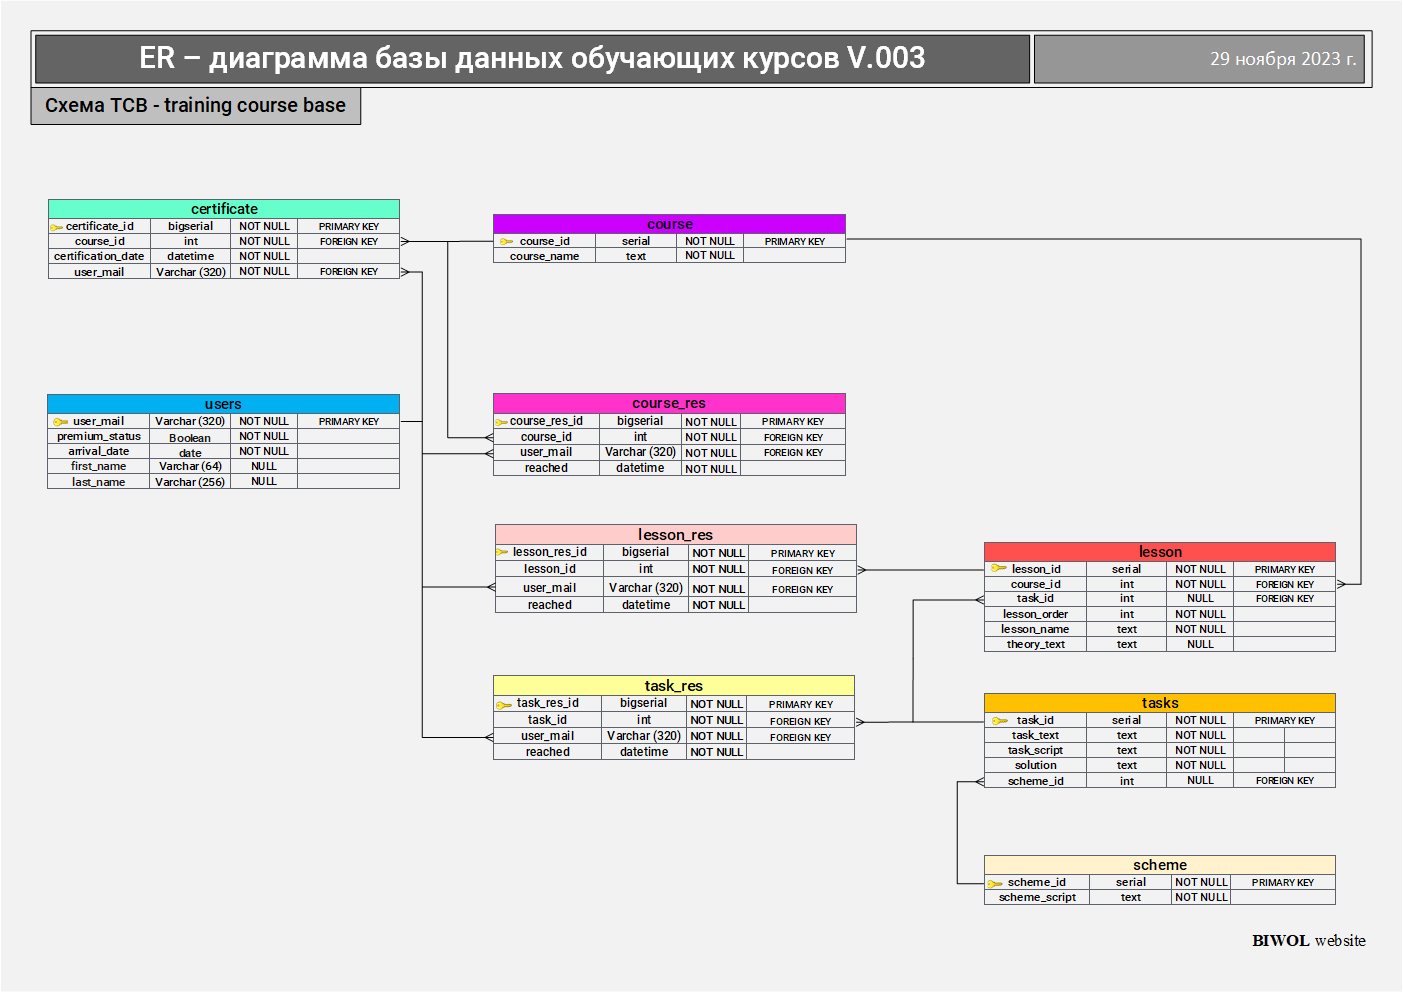 ER – диаграмма базы данных обучающих курсов V.003
29 ноября 2023 г.
Схема TCB - training course base
certificate
certificate_id bigserial NOT NULL PRIMARY KEY
course_id int NOT NULL FOREIGN KEY
certification_date datetime NOT NULL
user_mail Varchar (320) NOT NULL FOREIGN KEY
course
course_id serial NOT NULL PRIMARY KEY
course_name text NOT NULL
users
user_mail Varchar (320) NOT NULL PRIMARY KEY
premium_status Boolean NOT NULL
arrival_date date NOT NULL
first_name Varchar (64) NULL
last_name Varchar (256) NULL
course_res
course_res_id bigserial NOT NULL PRIMARY KEY
course_id int NOT NULL FOREIGN KEY
user_mail Varchar (320) NOT NULL FOREIGN KEY
reached datetime NOT NULL
lesson_res
lesson_res_id bigserial NOT NULL PRIMARY KEY
lesson_id int NOT NULL FOREIGN KEY
user_mail Varchar (320) NOT NULL FOREIGN KEY
reached datetime NOT NULL
lesson
lesson_id serial NOT NULL PRIMARY KEY
course_id int NOT NULL FOREIGN KEY
task_id int NULL FOREIGN KEY
lesson_order int NOT NULL
lesson_name text NOT NULL
theory_text text NULL
task_res
task_res_id bigserial NOT NULL PRIMARY KEY
task_id int NOT NULL FOREIGN KEY
user_mail Varchar (320) NOT NULL FOREIGN KEY
reached datetime NOT NULL
tasks
task_id serial NOT NULL PRIMARY KEY
task_text text NOT NULL
task_script text NOT NULL
solution text NOT NULL
scheme_id int NULL FOREIGN KEY
scheme
scheme_id serial NOT NULL PRIMARY KEY
scheme_script text NOT NULL
BIWOL website